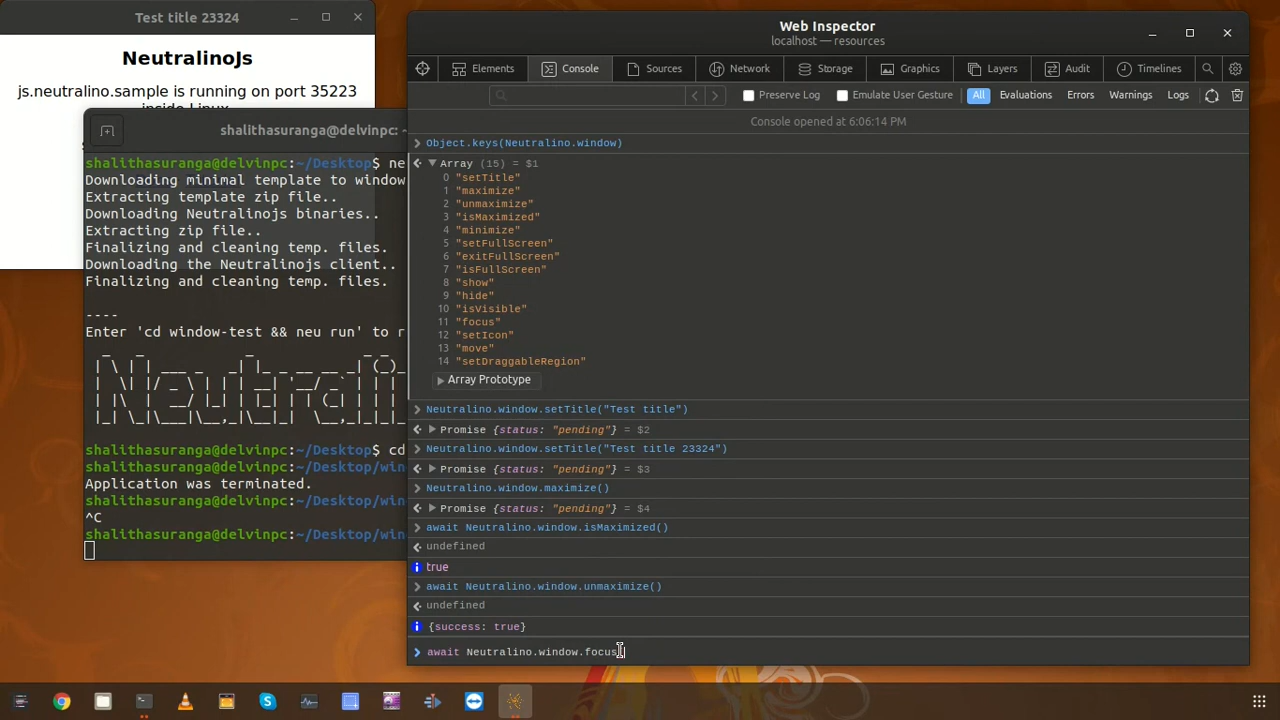 Test title 23324
NeutralinoJs
js.neutralino.sample is running on port 35223
inside Linux
shalithasuranga@delvinpc: ~
shalithasuranga@delvinpc:~/Desktop$ ne
Downloading minimal template to window
Extracting template zip file..
Downloading Neutralinojs binaries..
Extracting zip file..
Finalizing and cleaning temp. files.
Downloading the Neutralinojs client..
Finalizing and cleaning temp. files.
----
Enter 'cd window-test && neu run' to r
Neutrali
shalithasuranga@delvinpc:~/Desktop$ cd
shalithasuranga@delvinpc:~/Desktop/win
Application was terminated.
shalithasuranga@delvinpc:~/Desktop/win
^C
shalithasuranga@delvinpc:~/Desktop/win
Web Inspector
localhost — resources
Elements Console Sources Network Storage Graphics Layers Audit Timelines
Preserve Log Emulate User Gesture All Evaluations Errors Warnings Logs
Console opened at 6:06:14 PM
Object.keys(Neutralino.window)
Array (15) = $1
0 "setTitle"
1 "maximize"
2 "unmaximize"
3 "isMaximized"
4 "minimize"
5 "setFullScreen"
6 "exitFullScreen"
7 "isFullScreen"
8 "show"
9 "hide"
10 "isVisible"
11 "focus"
12 "setIcon"
13 "move"
14 "setDraggableRegion"
Array Prototype
Neutralino.window.setTitle("Test title")
Promise {status: "pending"} = $2
Neutralino.window.setTitle("Test title 23324")
Promise {status: "pending"} = $3
Neutralino.window.maximize()
Promise {status: "pending"} = $4
await Neutralino.window.isMaximized()
undefined
true
await Neutralino.window.unmaximize()
undefined
{success: true}
await Neutralino.window.focus